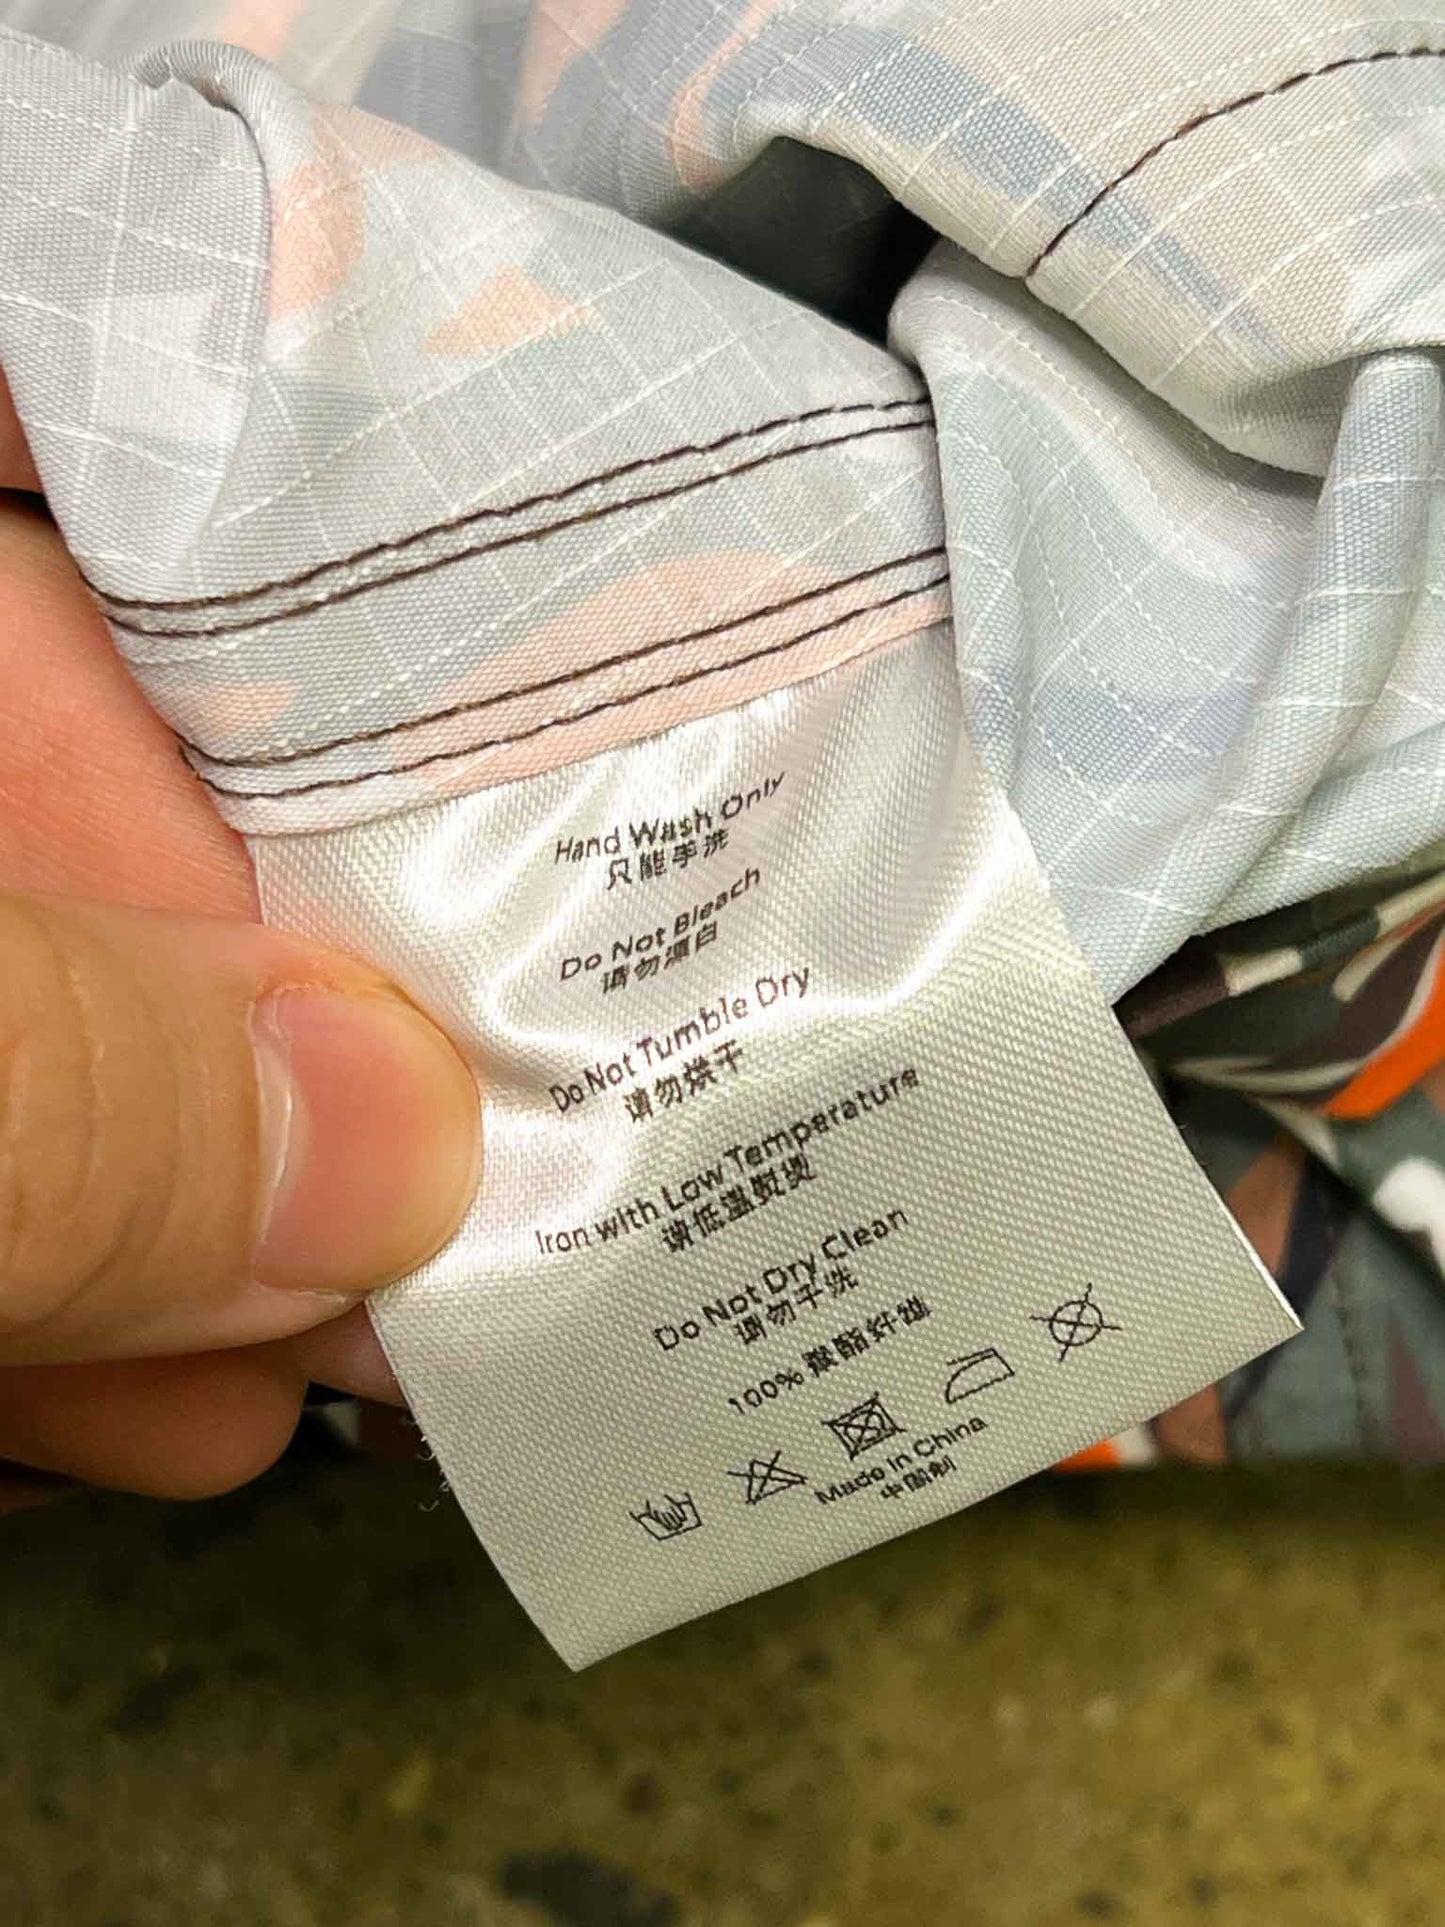 Hand Wash Only
只能手洗
Do Not Bleach
请勿漂白
Do Not Tumble Dry
请勿烘干
Iron with Low Temperature
请低温熨烫
Do Not Dry Clean
请勿干洗
100% 聚酯纤维
Made in China
中国制